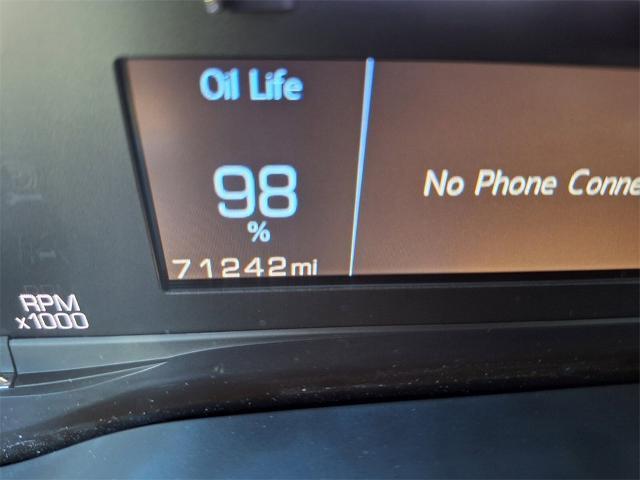 Oil Life
98
%
71242mi
No Phone Conne
RPM
x1000